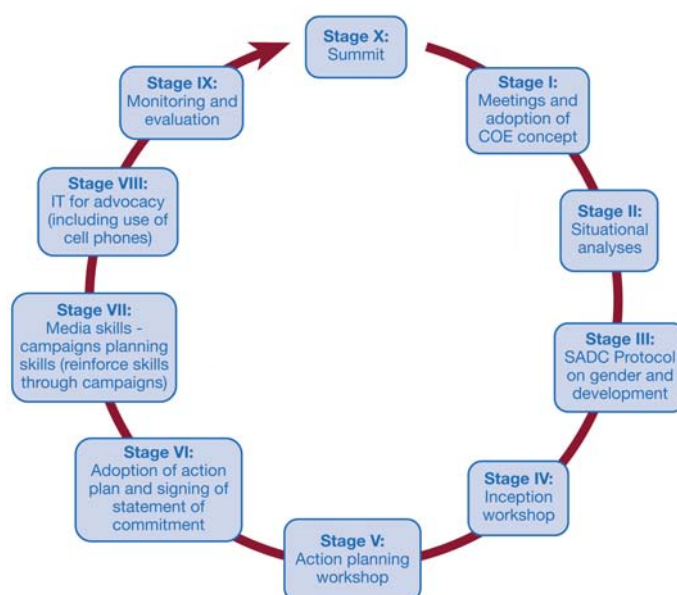 Stage X:
Summit
Stage I:
Meetings and
adoption of
COE concept
Stage II:
Situational
analyses
Stage III:
SADC Protocol
on gender and
development
Stage IV:
Inception
workshop
Stage V:
Action planning
workshop
Stage VI:
Adoption of action
plan and signing of
statement of
commitment
Stage VII:
Media skills -
campaigns planning
skills (reinforce skills
through campaigns)
Stage VIII:
IT for advocacy
(including use of
cell phones)
Stage IX:
Monitoring and
evaluation